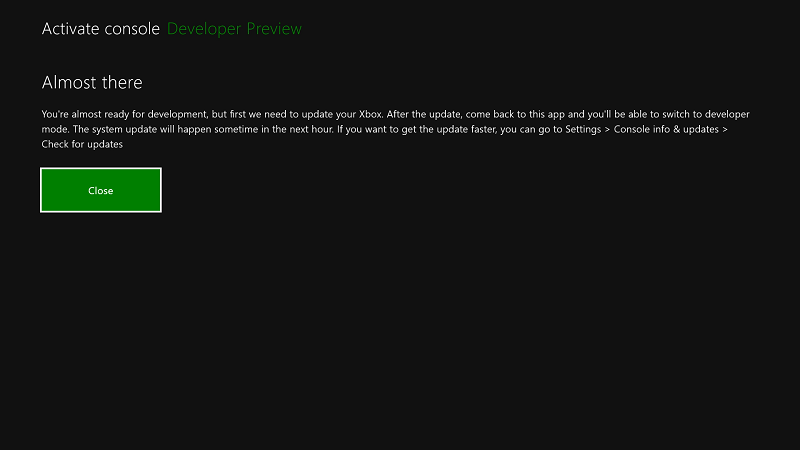 Activate console Developer Preview
Almost there
You're almost ready for development, but first we need to update your Xbox. After the update, come back to this app and you'll be able to switch to developer
mode. The system update will happen sometime in the next hour. If you want to get the update faster, you can go to Settings > Console info & updates >
Check for updates
Close